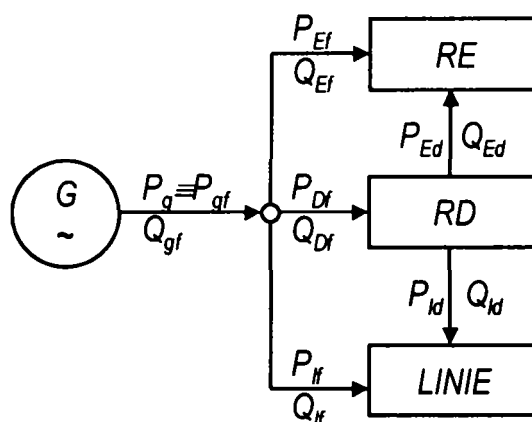 P_Ef
Q_Ef
RE
P_Ed Q_Ed
G
~
P_g≡P_gf
Q_gf
P_Df
Q_Df
RD
P_ld Q_ld
P_lf
Q_lf
LINIE